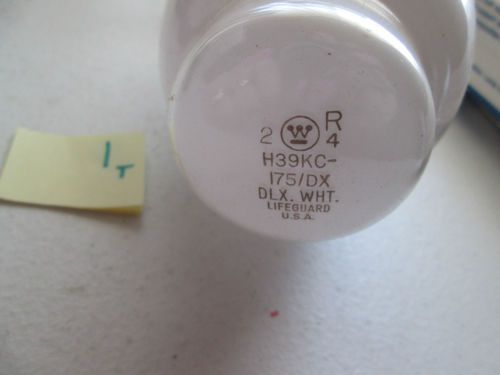 1T
R
2 W 4
H39KC-
175/DX
DLX. WHT.
LIFEGUARD
U.S.A.